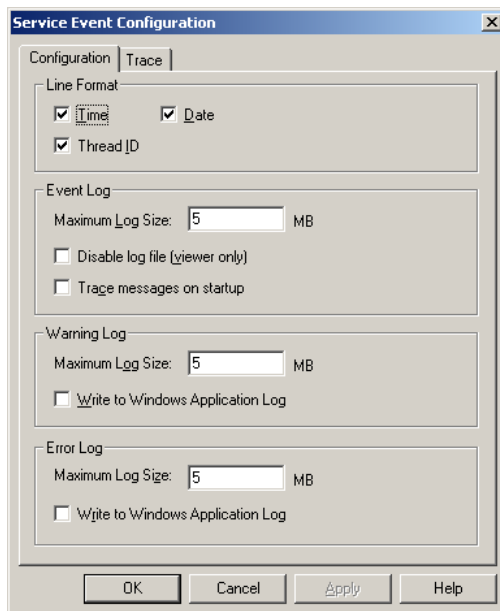 Service Event Configuration
Configuration Trace
Line Format
Time Date
Thread ID
Event Log
Maximum Log Size: 5 MB
Disable log file (viewer only)
Trace messages on startup
Warning Log
Maximum Log Size: 5 MB
Write to Windows Application Log
Error Log
Maximum Log Size: 5 MB
Write to Windows Application Log
OK Cancel Apply Help